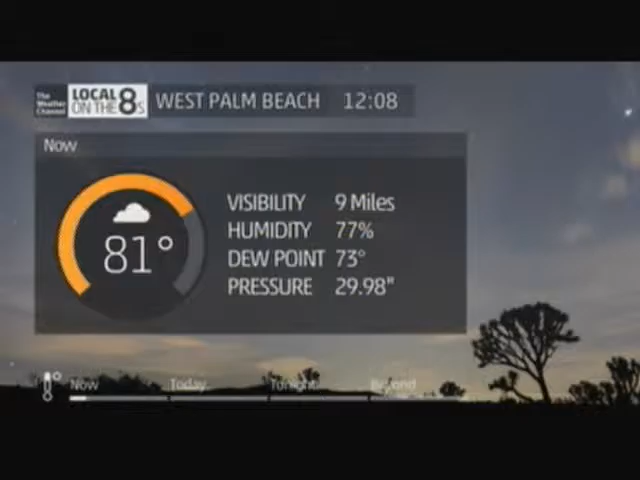 The Weather Channel
LOCAL ON THE 8s
WEST PALM BEACH 12:08
Now
81°
VISIBILITY 9 Miles
HUMIDITY 77%
DEW POINT 73°
PRESSURE 29.98"
Now Today Tonight Beyond